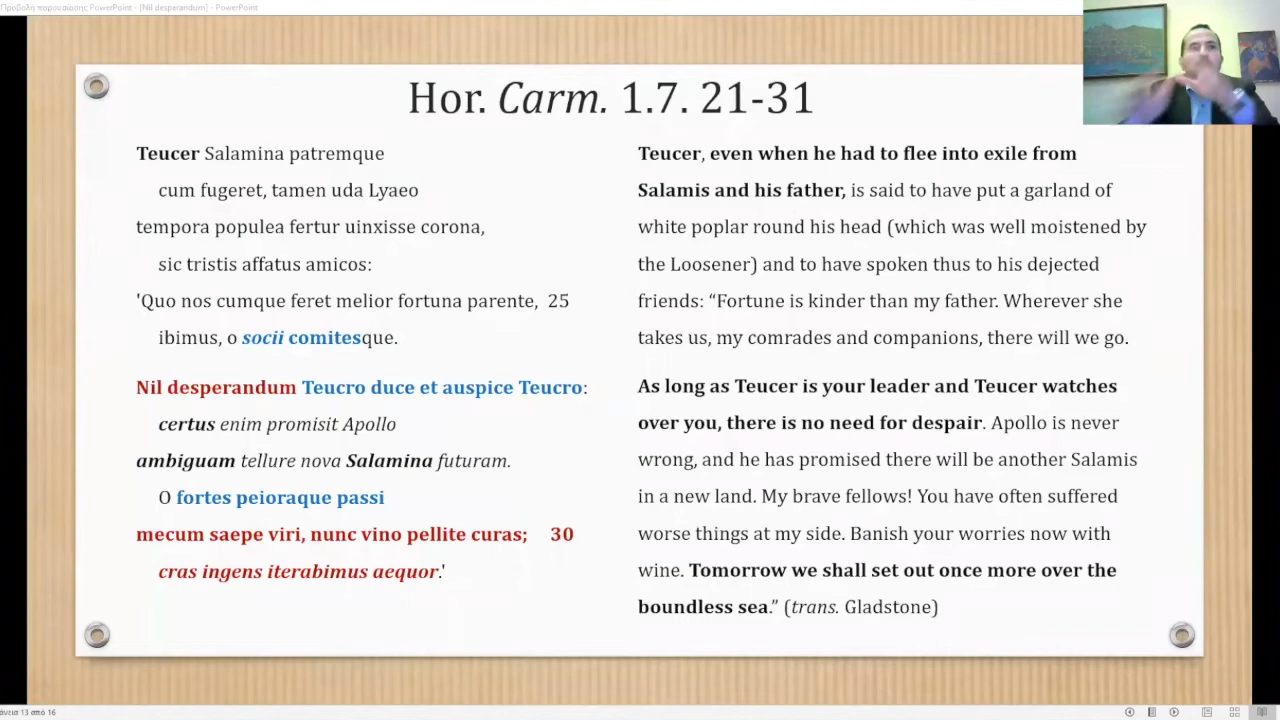 Προβολή παρουσίασης PowerPoint - [Nil desperandum] - PowerPoint
Hor. Carm. 1.7. 21-31
Teucer Salamina patremque
cum fugeret, tamen uda Lyaeo
tempora populea fertur uinxisse corona,
sic tristis affatus amicos:
'Quo nos cumque feret melior fortuna parente, 25
ibimus, o socii comitesque.
Nil desperandum Teucro duce et auspice Teucro:
certus enim promisit Apollo
ambiguam tellure nova Salamina futuram.
O fortes peioraque passi
mecum saepe viri, nunc vino pellite curas; 30
cras ingens iterabimus aequor.'
Teucer, even when he had to flee into exile from
Salamis and his father, is said to have put a garland of
white poplar round his head (which was well moistened by
the Loosener) and to have spoken thus to his dejected
friends: “Fortune is kinder than my father. Wherever she
takes us, my comrades and companions, there will we go.
As long as Teucer is your leader and Teucer watches
over you, there is no need for despair. Apollo is never
wrong, and he has promised there will be another Salamis
in a new land. My brave fellows! You have often suffered
worse things at my side. Banish your worries now with
wine. Tomorrow we shall set out once more over the
boundless sea.” (trans. Gladstone)
άνεια 13 από 16